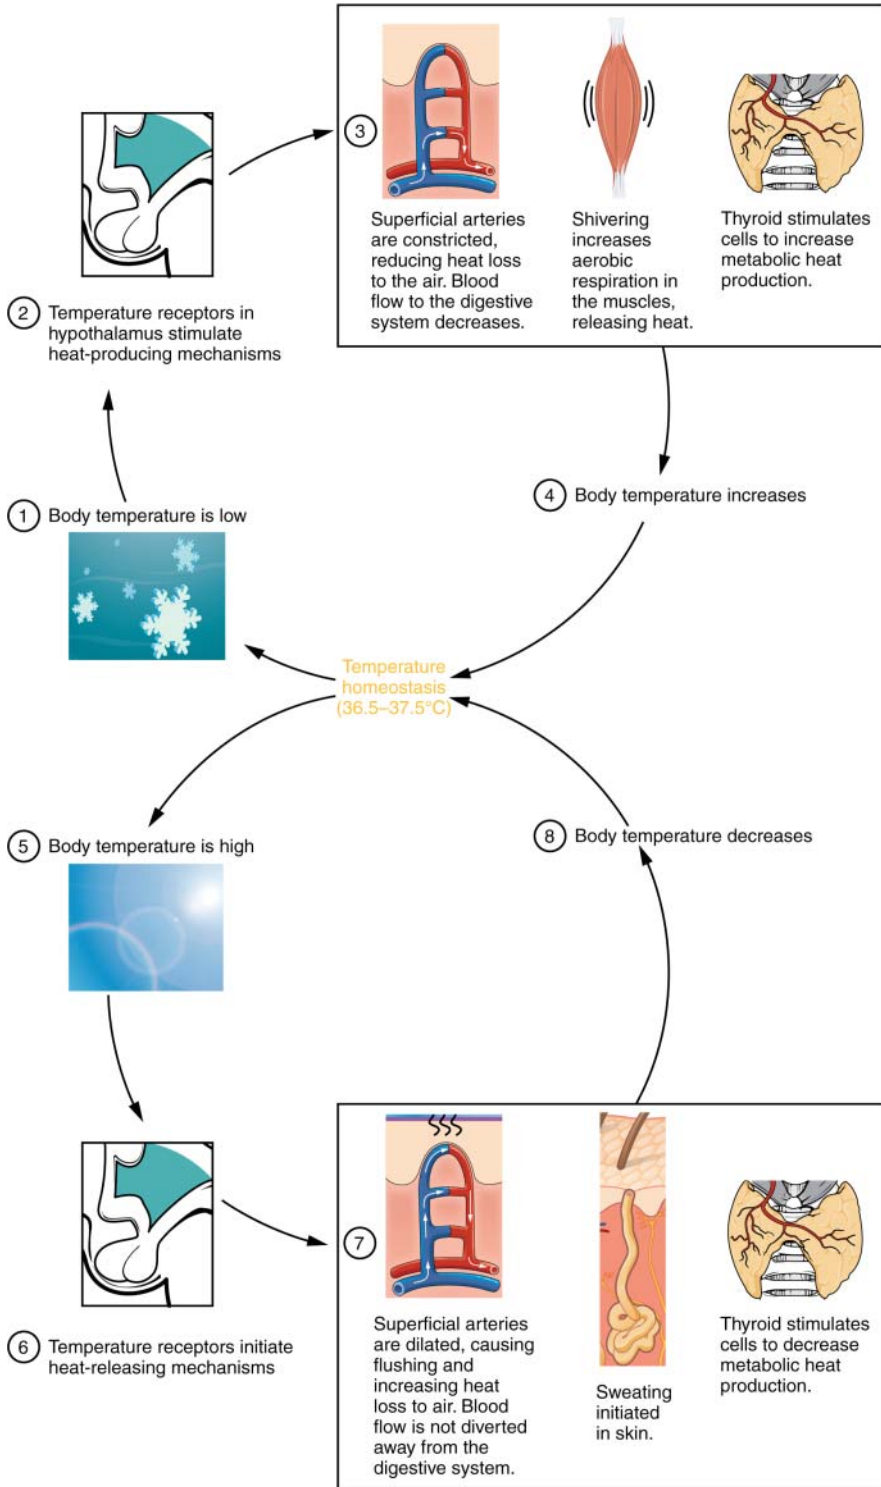 3
Superficial arteries
are constricted,
reducing heat loss
to the air. Blood
flow to the digestive
system decreases.
Shivering
increases
aerobic
respiration in
the muscles,
releasing heat.
Thyroid stimulates
cells to increase
metabolic heat
production.
2 Temperature receptors in
hypothalamus stimulate
heat-producing mechanisms
1 Body temperature is low
4 Body temperature increases
Temperature
homeostasis
(36.5–37.5°C)
5 Body temperature is high
8 Body temperature decreases
6 Temperature receptors initiate
heat-releasing mechanisms
7
Superficial arteries
are dilated, causing
flushing and
increasing heat
loss to air. Blood
flow is not diverted
away from the
digestive system.
Sweating
initiated
in skin.
Thyroid stimulates
cells to decrease
metabolic heat
production.